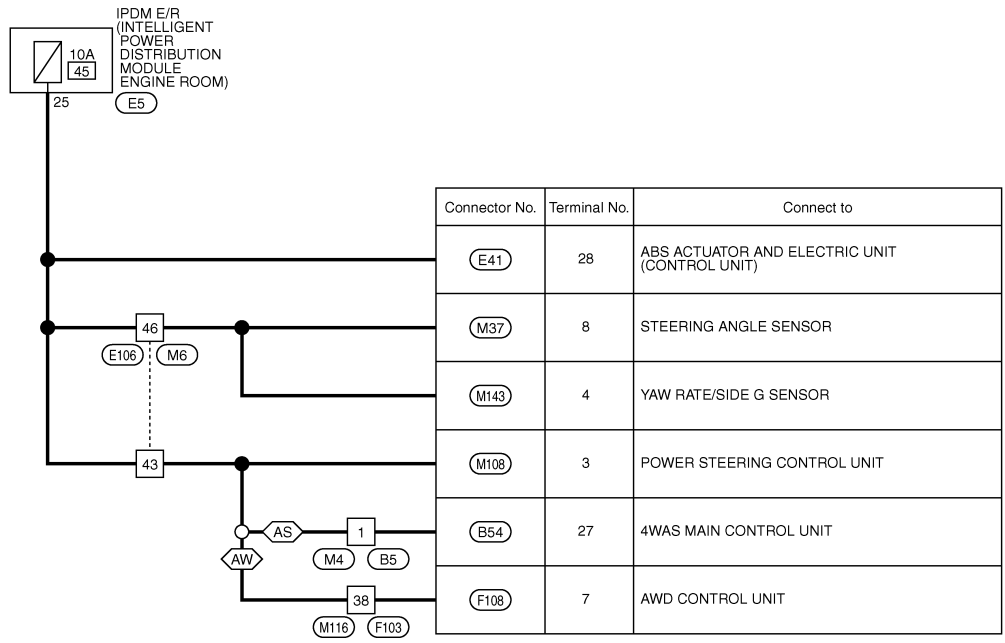 IPDM E/R
(INTELLIGENT
POWER
DISTRIBUTION
MODULE
ENGINE ROOM)
10A
45
25
E5
Connector No. Terminal No. Connect to
E41 28 ABS ACTUATOR AND ELECTRIC UNIT
(CONTROL UNIT)
46 M37 8 STEERING ANGLE SENSOR
E106 M6
M143 4 YAW RATE/SIDE G SENSOR
43 M108 3 POWER STEERING CONTROL UNIT
AS 1 B54 27 4WAS MAIN CONTROL UNIT
AW M4 B5
38 F108 7 AWD CONTROL UNIT
M116 F103